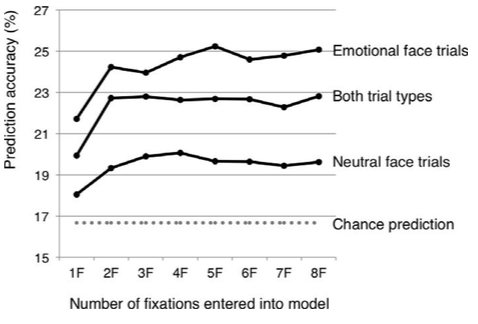 Prediction accuracy (%)
27
25
23
21
19
17
15
Emotional face trials
Both trial types
Neutral face trials
Chance prediction
1F 2F 3F 4F 5F 6F 7F 8F
Number of fixations entered into model